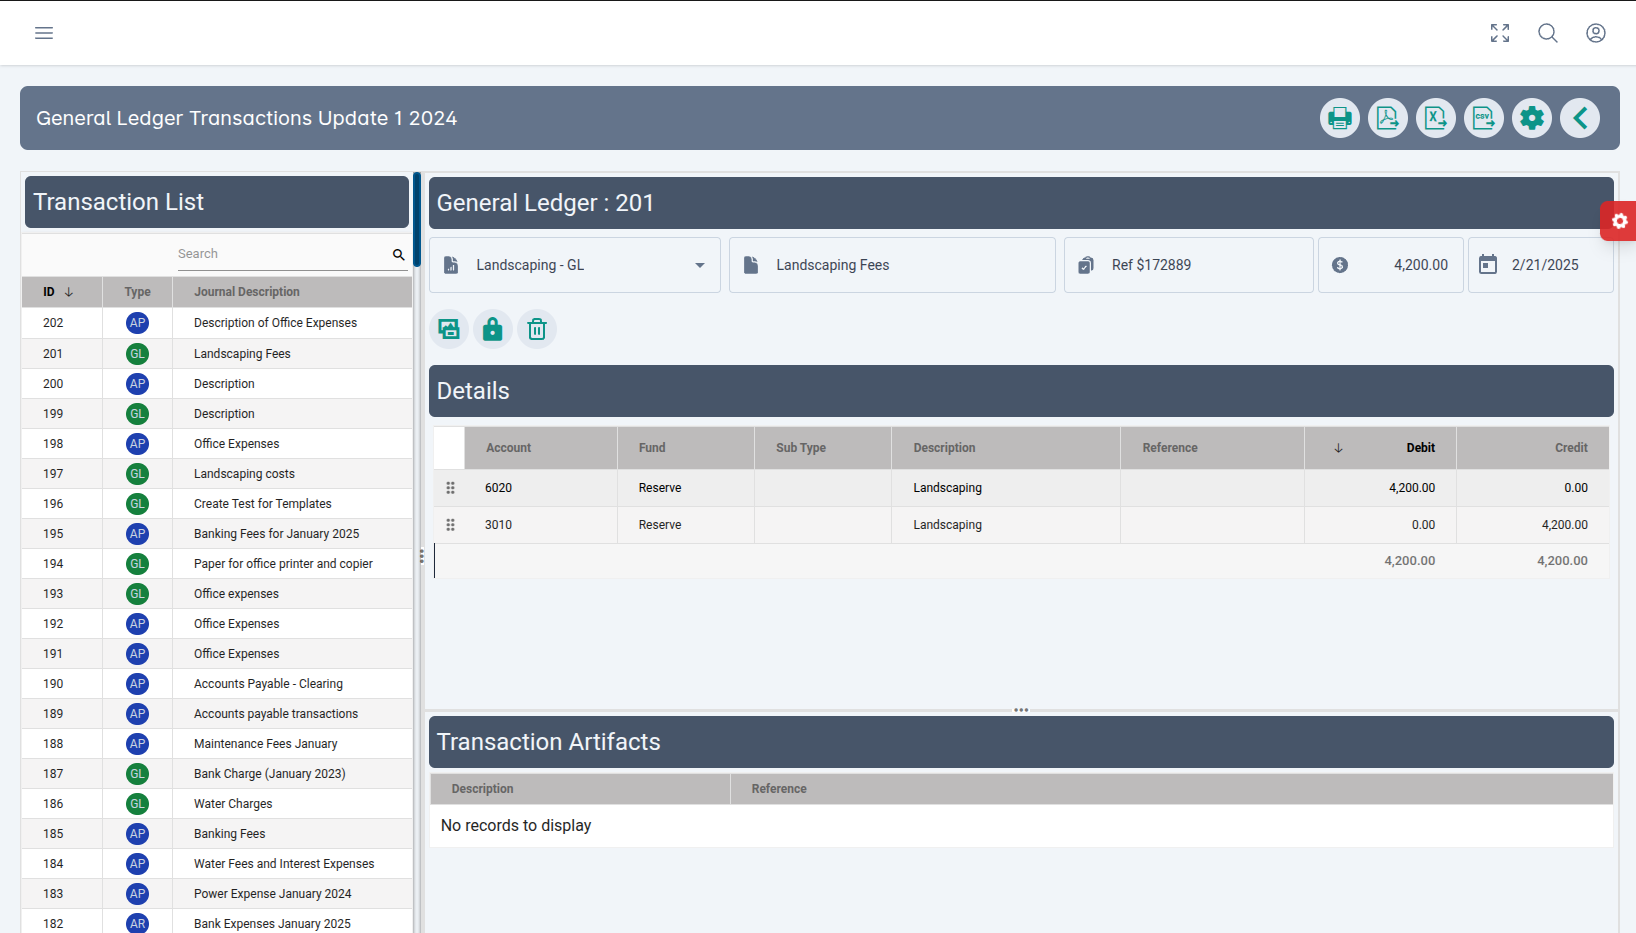 General Ledger Transactions Update 1 2024
X
CSV
Transaction List
Search
ID Type Journal Description
202 AP Description of Office Expenses
201 GL Landscaping Fees
200 AP Description
199 GL Description
198 AP Office Expenses
197 GL Landscaping costs
196 GL Create Test for Templates
195 AP Banking Fees for January 2025
194 GL Paper for office printer and copier
193 GL Office expenses
192 AP Office Expenses
191 AP Office Expenses
190 AP Accounts Payable - Clearing
189 AP Accounts payable transactions
188 AP Maintenance Fees January
187 GL Bank Charge (January 2023)
186 GL Water Charges
185 AP Banking Fees
184 AP Water Fees and Interest Expenses
183 AP Power Expense January 2024
182 AR Bank Expenses January 2025
General Ledger : 201
Landscaping - GL Landscaping Fees Ref $172889 $ 4,200.00 2/21/2025
Details
Account Fund Sub Type Description Reference Debit Credit
6020 Reserve Landscaping 4,200.00 0.00
3010 Reserve Landscaping 0.00 4,200.00
4,200.00 4,200.00
Transaction Artifacts
Description Reference
No records to display